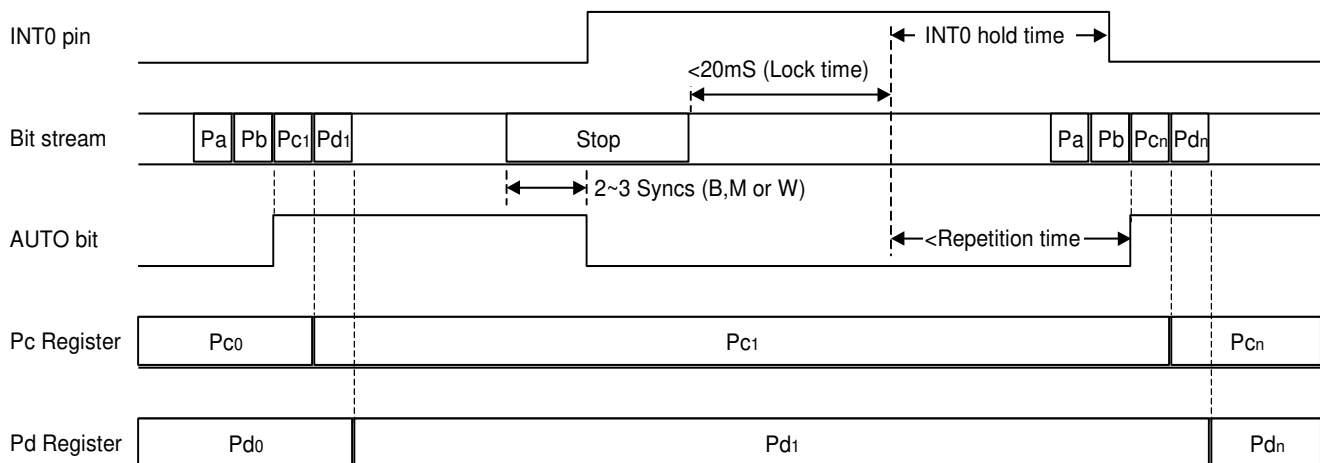 INT0 pin
INT0 hold time
<20mS (Lock time)
Bit stream
Pa Pb Pc1 Pd1 Stop Pa Pb Pcn Pdn
2~3 Syncs (B,M or W)
AUTO bit
<Repetition time
Pc Register Pc0 Pc1 Pcn
Pd Register Pd0 Pd1 Pdn